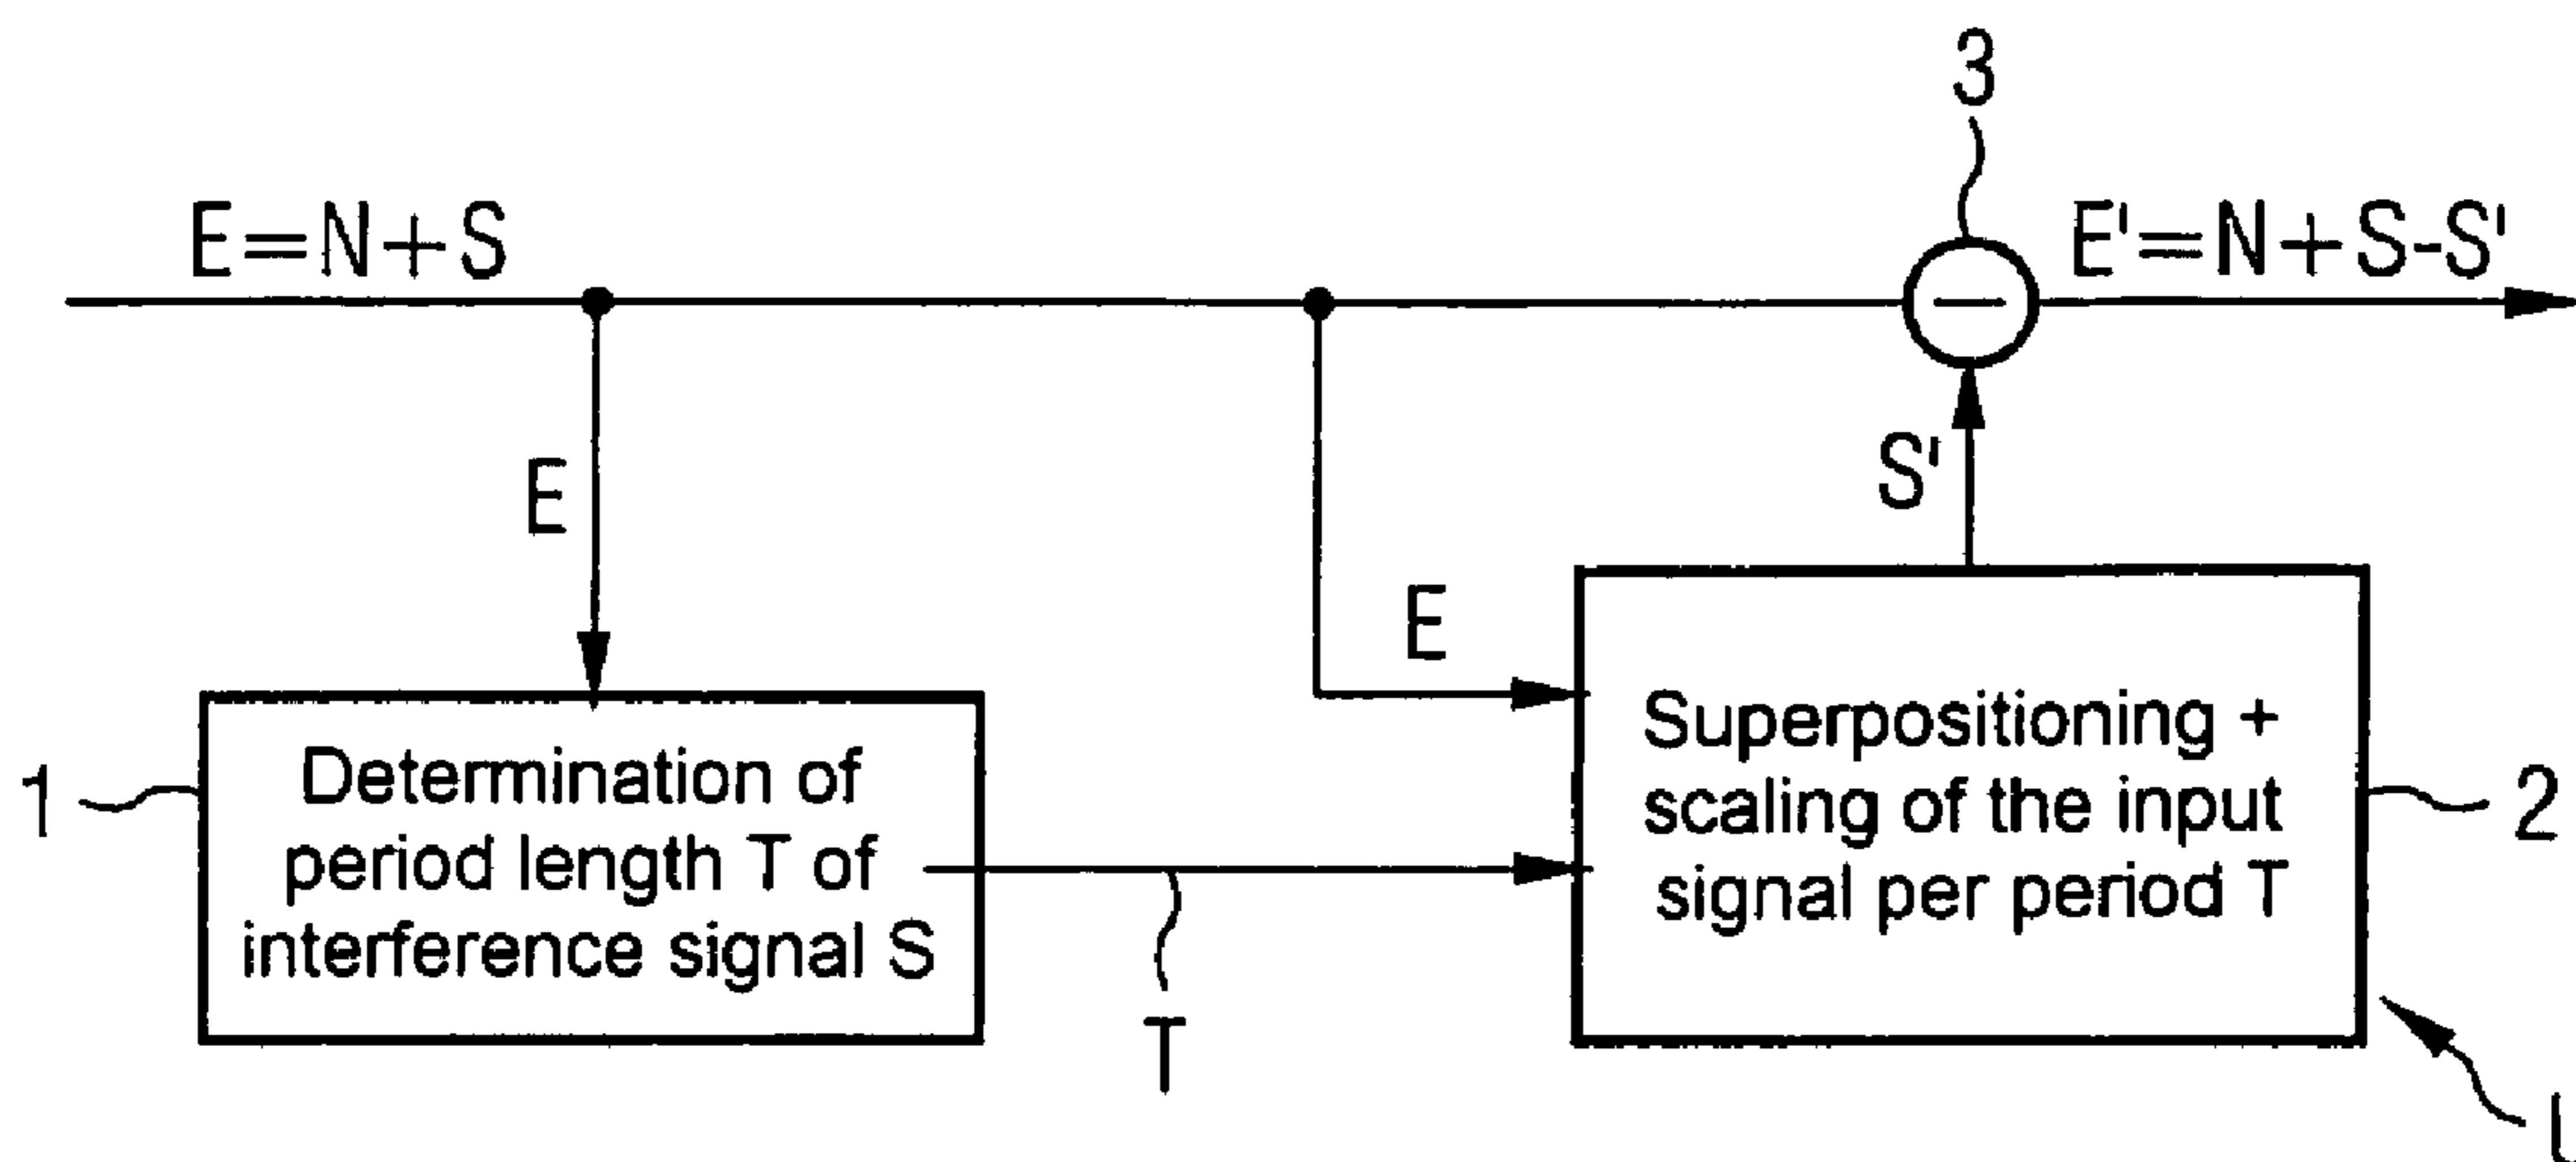 3
E=N+S
E'=N+S-S'
E
S'
E
1
Determination of
period length T of
interference signal S
T
Superpositioning +
scaling of the input
signal per period T
2